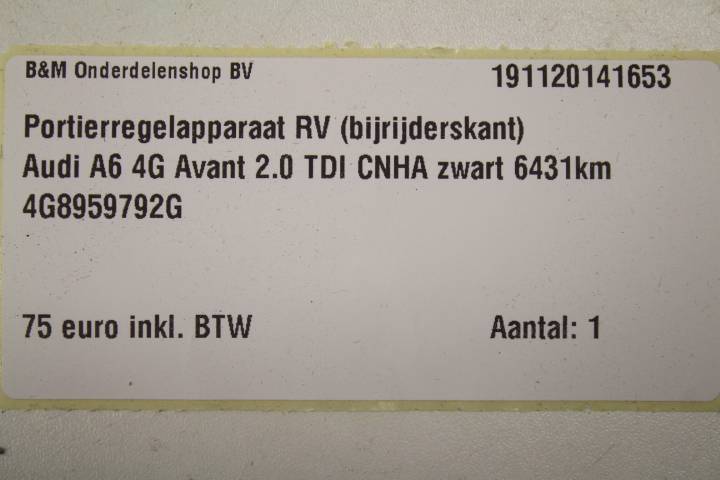 B&M Onderdelenshop BV 191120141653
Portierregelapparaat RV (bijrijderskant)
Audi A6 4G Avant 2.0 TDI CNHA zwart 6431km
4G8959792G
75 euro inkl. BTW Aantal: 1